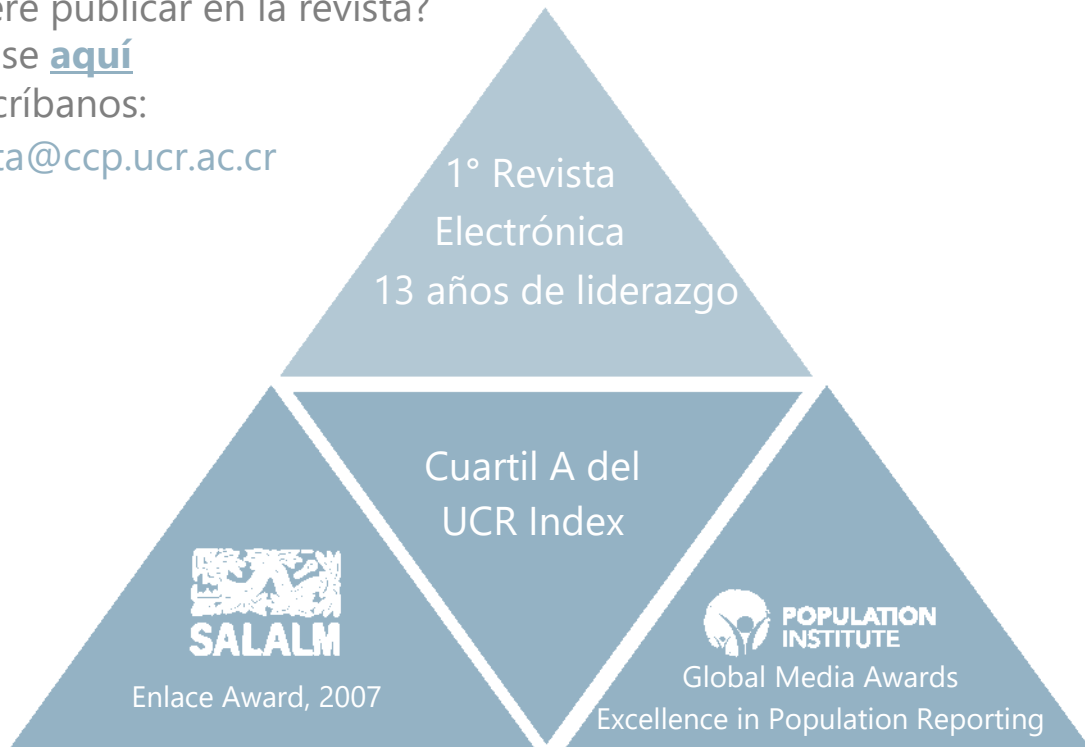 ere publicar en la revista?
se aquí
críbanos:
ta@ccp.ucr.ac.cr
1° Revista
Electrónica
13 años de liderazgo
Cuartil A del
UCR Index
SALALM
Enlace Award, 2007
POPULATION
INSTITUTE
Global Media Awards
Excellence in Population Reporting